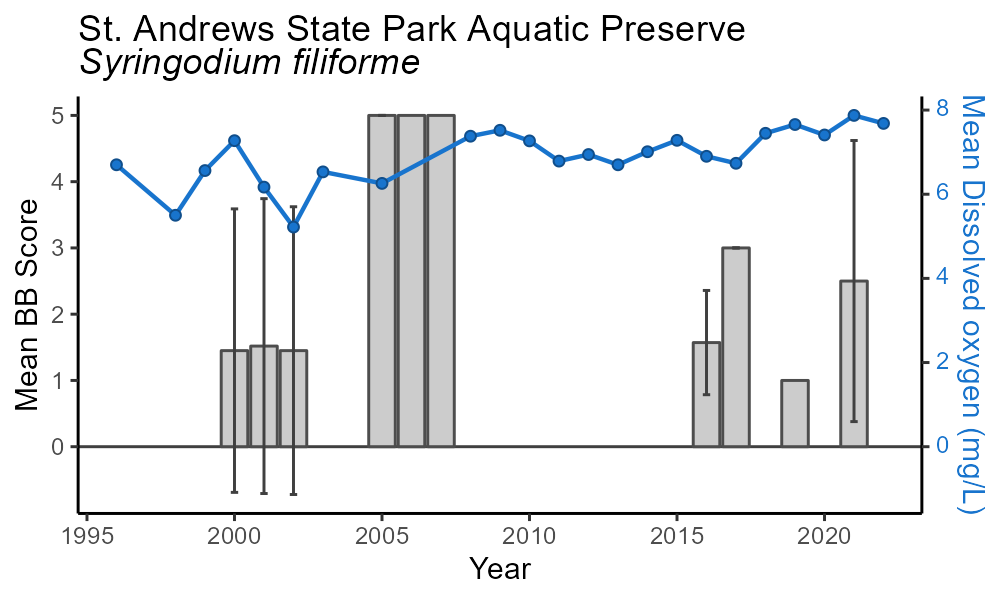 St. Andrews State Park Aquatic Preserve
Syringodium filiforme
Mean BB Score
5
4
3
2
1
0
8
6
4
2
0
Mean Dissolved oxygen (mg/L)
1995 2000 2005 2010 2015 2020
Year